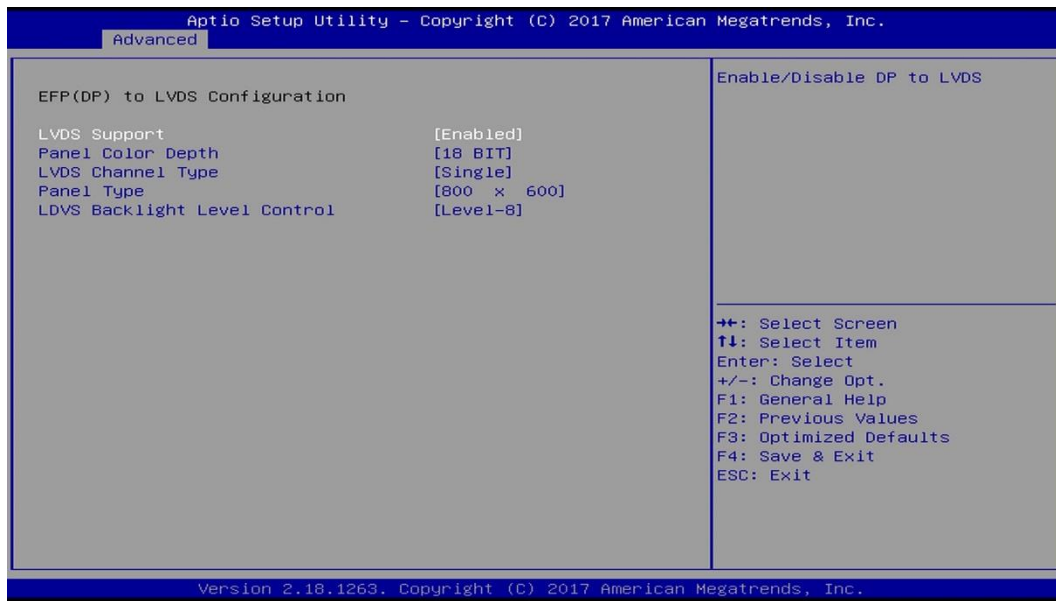 Aptio Setup Utility – Copyright (C) 2017 American Megatrends, Inc.
Advanced
EFP(DP) to LVDS Configuration
LVDS Support [Enabled]
Panel Color Depth [18 BIT]
LVDS Channel Type [Single]
Panel Type [800 x 600]
LDVS Backlight Level Control [Level-8]
Enable/Disable DP to LVDS
→←: Select Screen
↑↓: Select Item
Enter: Select
+/-: Change Opt.
F1: General Help
F2: Previous Values
F3: Optimized Defaults
F4: Save & Exit
ESC: Exit
Version 2.18.1263. Copyright (C) 2017 American Megatrends, Inc.